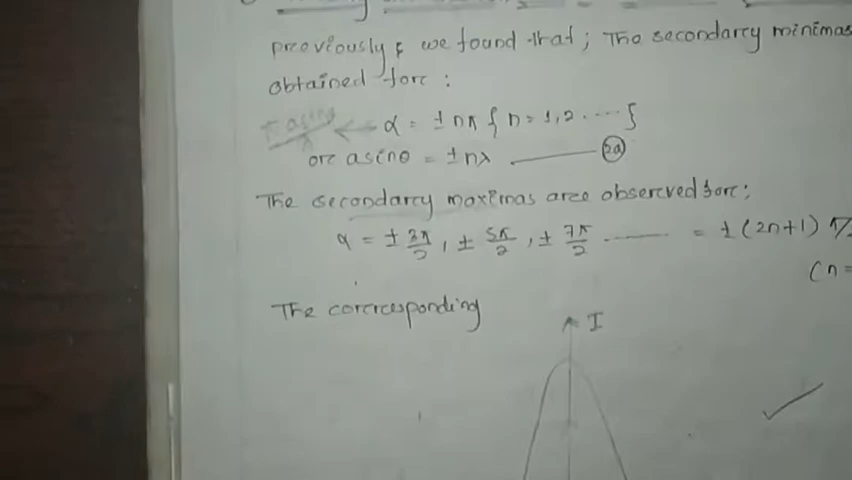 previously, we found that; The secondary minimas
obtained for:
α = ± nπ { n = 1, 2 ..... }
or a sinθ = ± nλ ——— (2a)
The secondary maximas are observed for:
α = ± 3π/2, ± 5π/2, ± 7π/2 ------ = ± (2n+1) π/
(n =
The corresponding
I